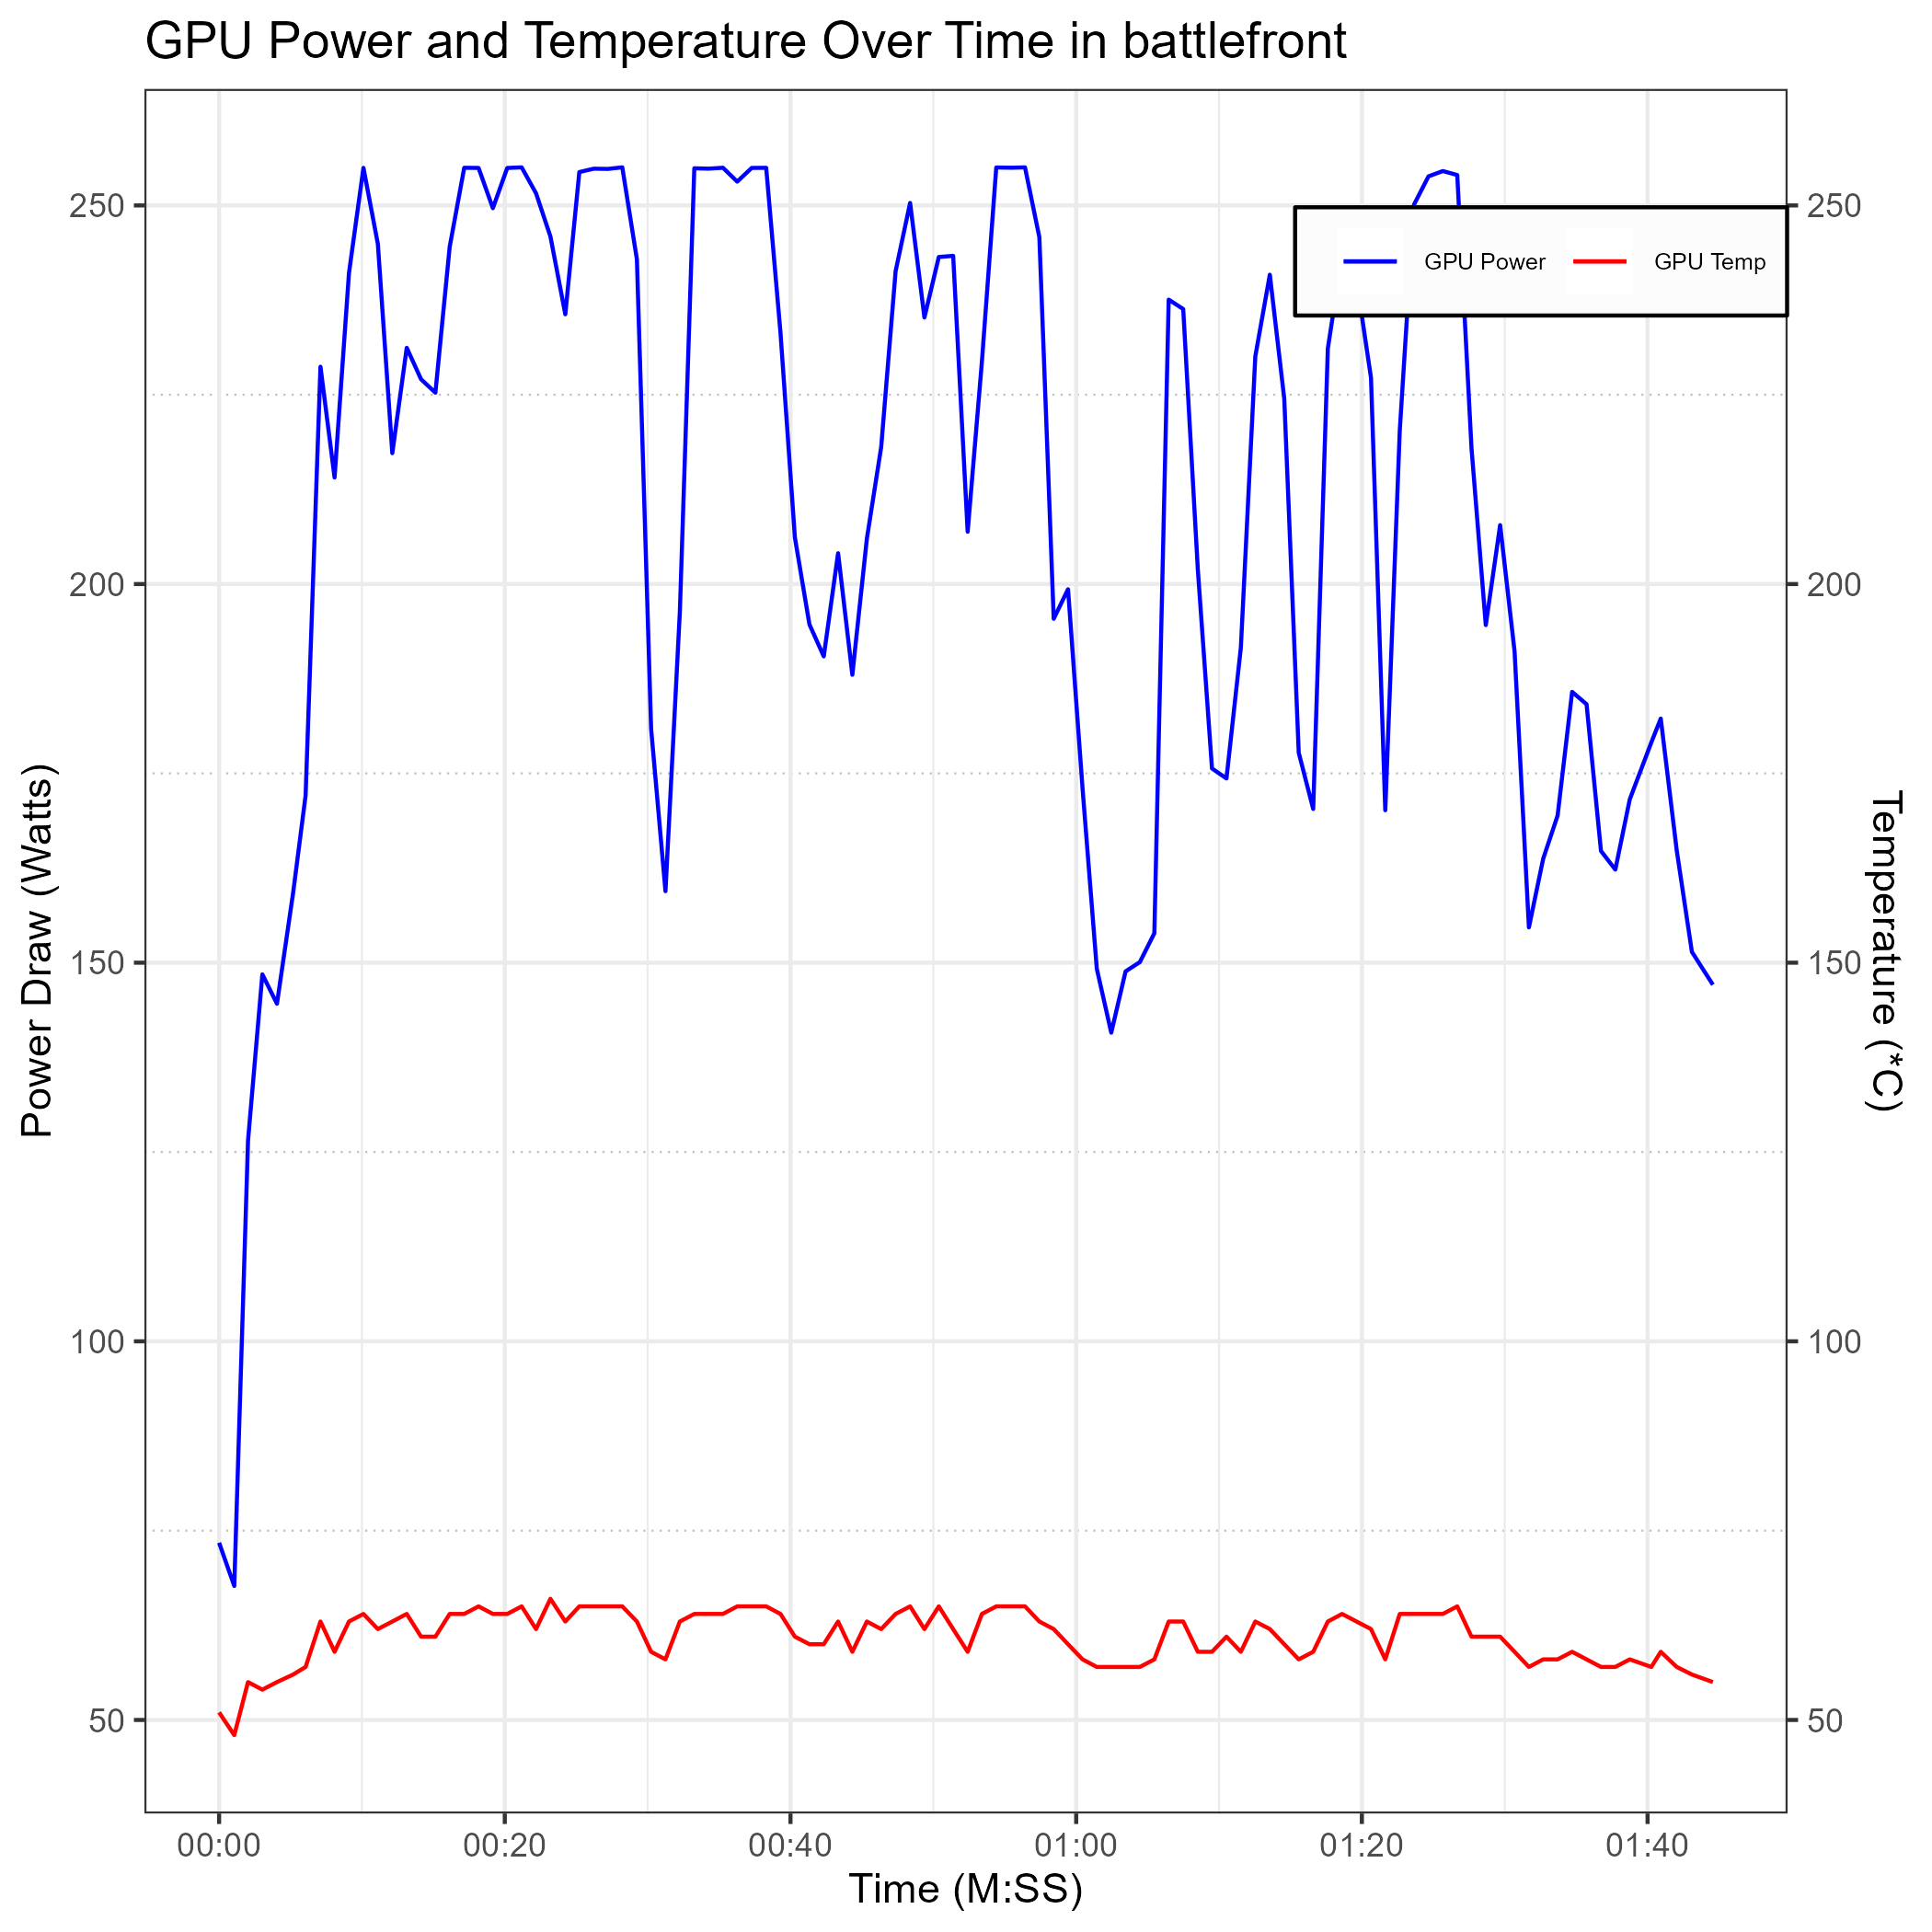 GPU Power and Temperature Over Time in battlefront
250
200
150
100
50
Power Draw (Watts)
GPU Power
GPU Temp
250
200
150
100
50
Temperature (*C)
00:00
00:20
00:40
01:00
01:20
01:40
Time (M:SS)